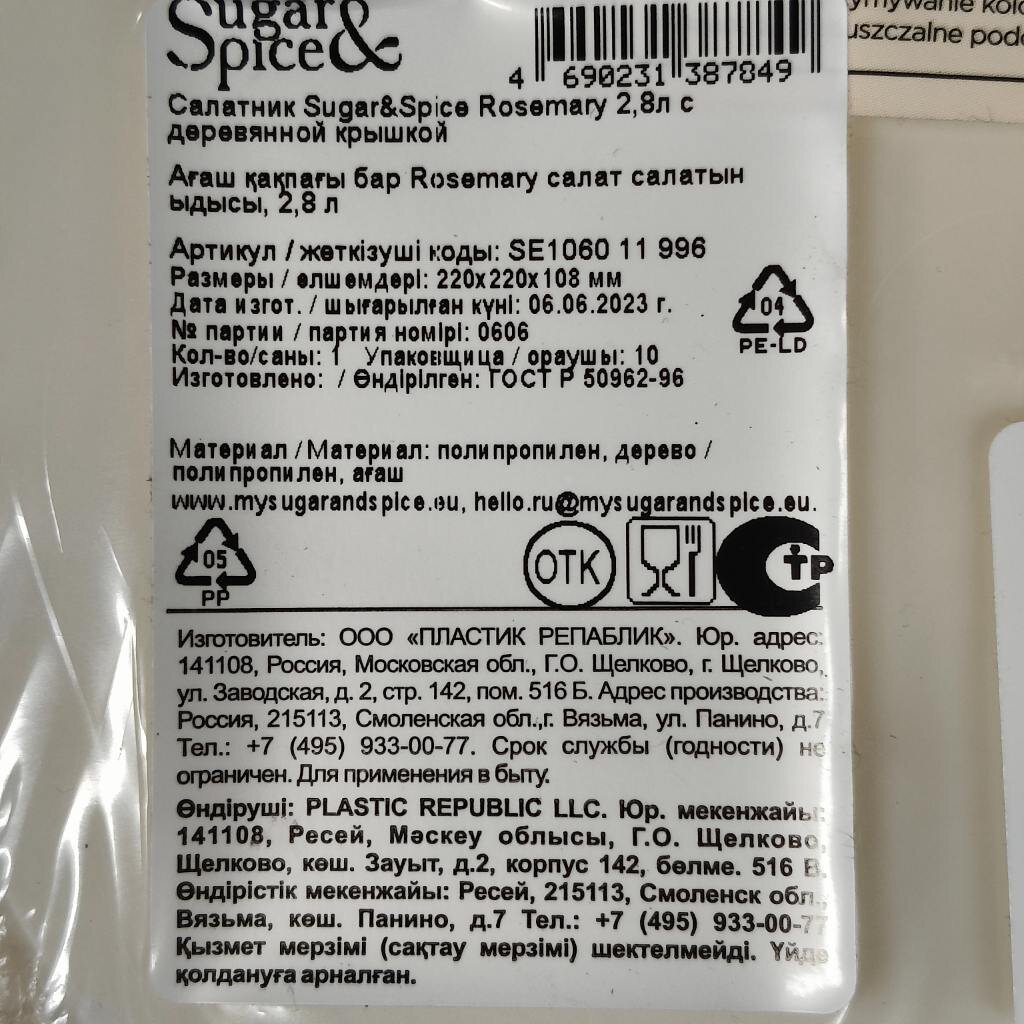 Sugar
Spice&
4 690231 387849
Салатник Sugar&Spice Rosemary 2,8л с
деревянной крышкой
Ағаш қақпағы бар Rosemary салат салатын
ыдысы, 2,8 л
Артикул / жеткізуші коды: SE1060 11 996
Размеры / өлшемдері: 220х220х108 мм
Дата изгот. / шығарылған күні: 06.06.2023 г.
№ партии / партия номірі: 0606
Кол-во/саны: 1 Упаковщица / ораушы: 10
Изготовлено: / Өндірілген: ГОСТ Р 50962-96
04
PE-LD
Материал / Материал: полипропилен, дерево /
полипропилен, ағаш
www.mysugarandspice.eu, hello.ru@mysugarandspice.eu.
05
PP
ОТК
Изготовитель: ООО «ПЛАСТИК РЕПАБЛИК». Юр. адрес:
141108, Россия, Московская обл., Г.О. Щелково, г. Щелково,
ул. Заводская, д. 2, стр. 142, пом. 516 Б. Адрес производства:
Россия, 215113, Смоленская обл.,г. Вязьма, ул. Панино, д.7
Тел.: +7 (495) 933-00-77. Срок службы (годности) не
ограничен. Для применения в быту.
Өндіруші: PLASTIC REPUBLIC LLC. Юр. мекенжайы:
141108, Ресей, Мәскеу облысы, Г.О. Щелково,
Щелково, көш. Зауыт, д.2, корпус 142, бөлме. 516 В.
Өндірістік мекенжайы: Ресей, 215113, Смоленск обл.,
Вязьма, көш. Панино, д.7 Тел.: +7 (495) 933-00-77
Қызмет мерзімі (сақтау мерзімі) шектелмейді. Үйде
қолдануға арналған.